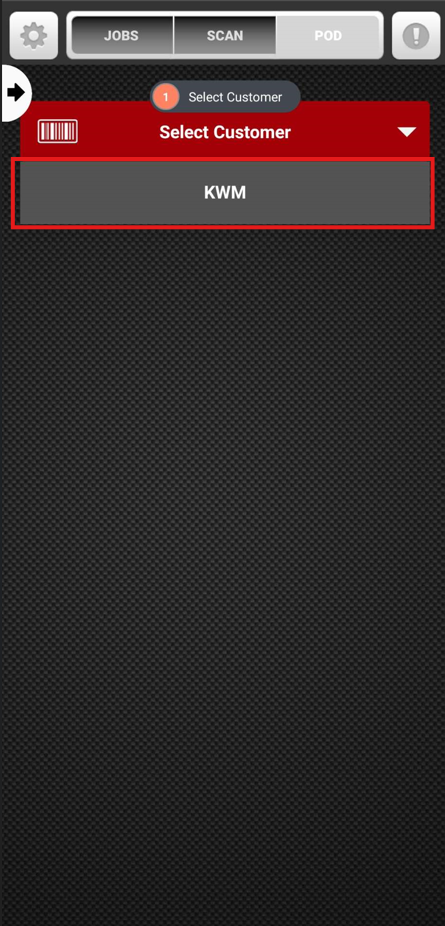 JOBS
SCAN
POD
1 Select Customer
Select Customer
KWM